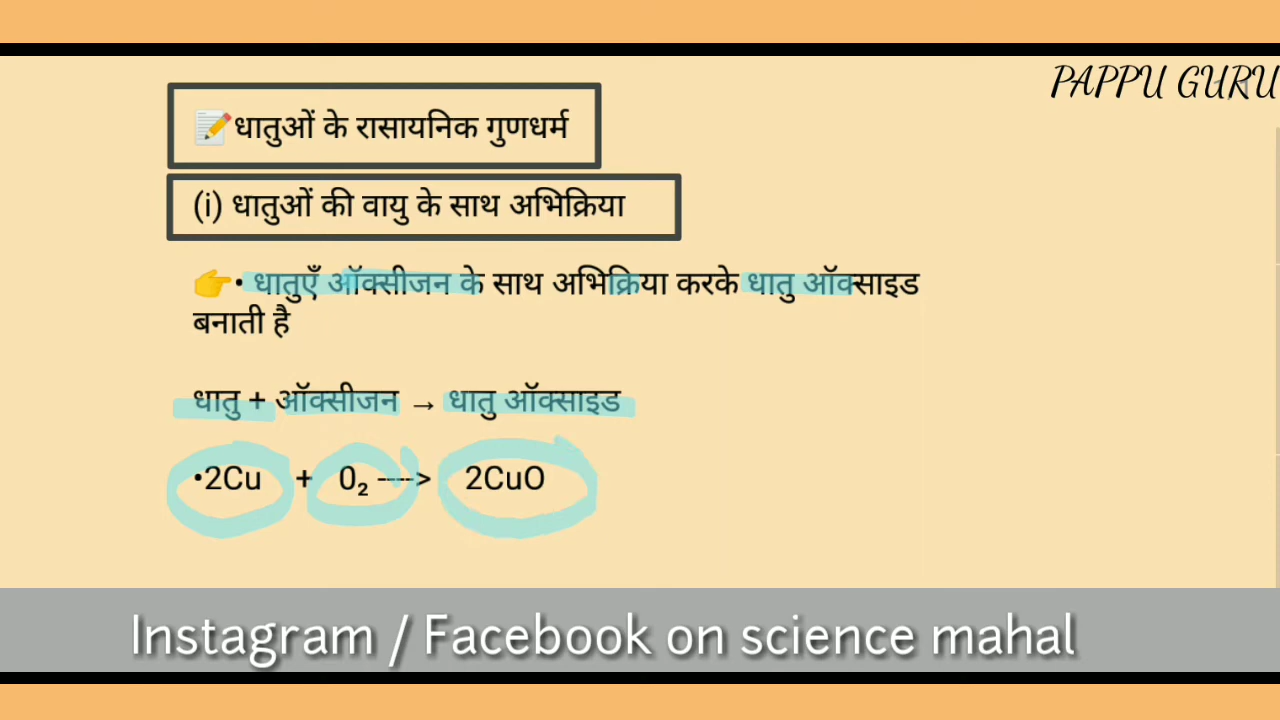 PAPPU GURU
📝धातुओं के रासायनिक गुणधर्म
(i) धातुओं की वायु के साथ अभिक्रिया
👉• धातुएँ ऑक्सीजन के साथ अभिक्रिया करके धातु ऑक्साइड
बनाती है
धातु + ऑक्सीजन → धातु ऑक्साइड
•2Cu + 0₂ ----> 2CuO
Instagram / Facebook on science mahal